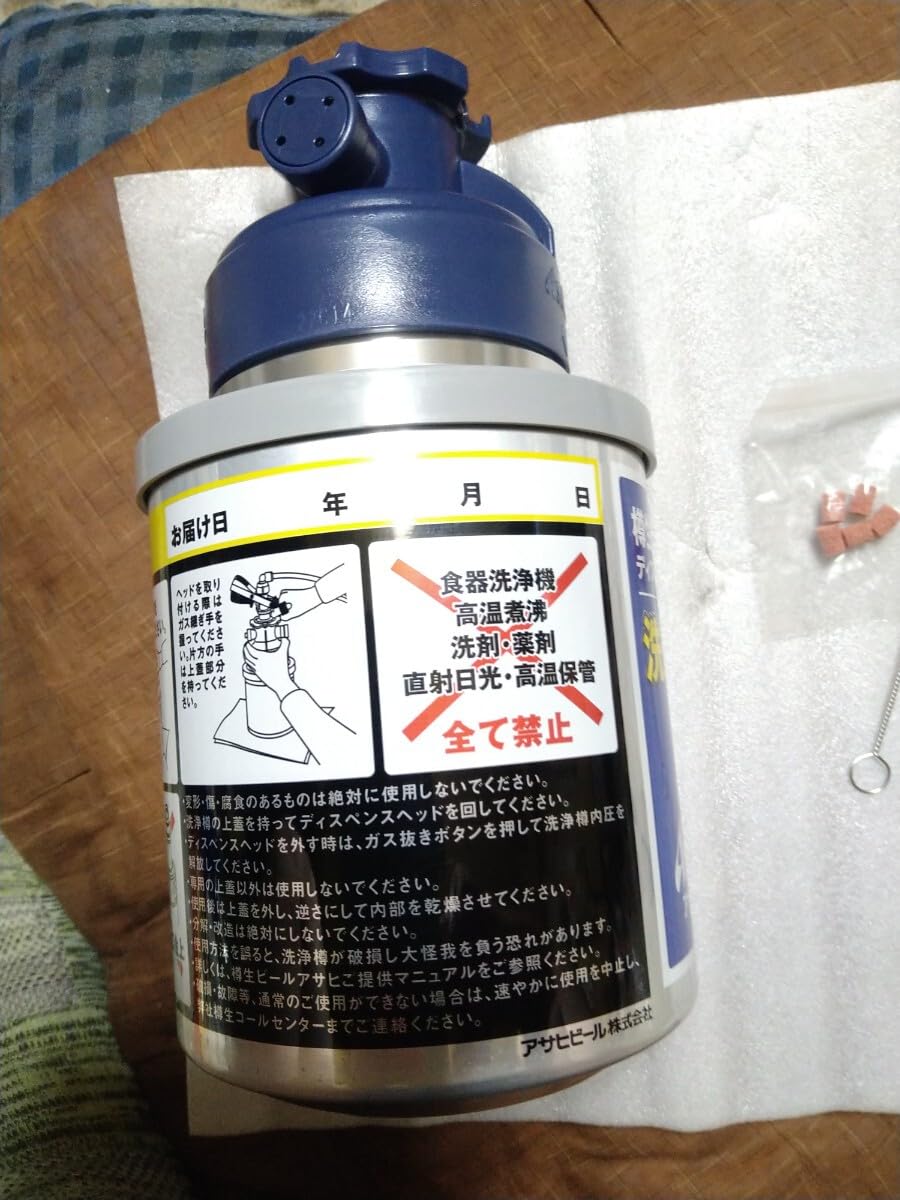 お届け日 年 月 日
ヘッドを取り
付ける際は
ガス継ぎ手を
握ってくださ
い。片方の手
は上蓋部分
を持ってくだ
さい。
食器洗浄機
高温煮沸
洗剤・薬剤
直射日光・高温保管
全て禁止
・変形・傷・腐食のあるものは絶対に使用しないでください。
・洗浄樽の上蓋を持ってディスペンスヘッドを回してください。
・ディスペンスヘッドを外す時は、ガス抜きボタンを押して洗浄樽内圧を
解放してください。
・専用の上蓋以外は使用しないでください。
・使用後は上蓋を外し、逆さにして内部を乾燥させてください。
・分解・改造は絶対にしないでください。
・使用方法を誤ると、洗浄樽が破損し大怪我を負う恐れがあります。
・詳しくは、樽生ビールアサヒご提供マニュアルをご参照ください。
・破損・故障等、通常のご使用ができない場合は、速やかに使用を中止し、
弊社樽生コールセンターまでご連絡ください。
アサヒビール株式会社
洗